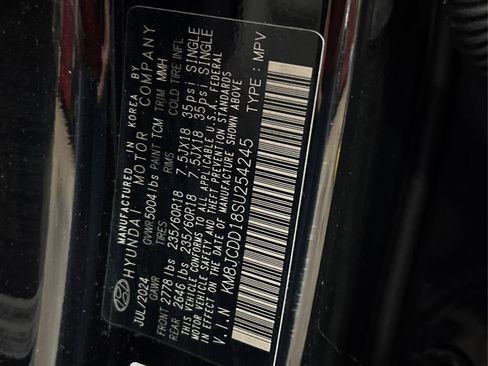 MANUFACTURED IN KOREA BY
HYUNDAI MOTOR COMPANY
JUL/2024 GVWR 5004 lbs PAINT TCM TRIM MMH
GAWR TIRES RIMS COLD TIRE INFL
FRONT 2778 lbs 235/60R18 7.5JX18 35psi SINGLE
REAR 2646 lbs 235/60R18 7.5JX18 35psi SINGLE
THIS VEHICLE CONFORMS TO ALL APPLICABLE U.S.A. FEDERAL
MOTOR VEHICLE SAFETY AND THEFT PREVENTION STANDARDS
IN EFFECT ON THE DATE OF MANUFACTURE SHOWN ABOVE
V.I.N KM8JCDD18SU254245 TYPE: MPV